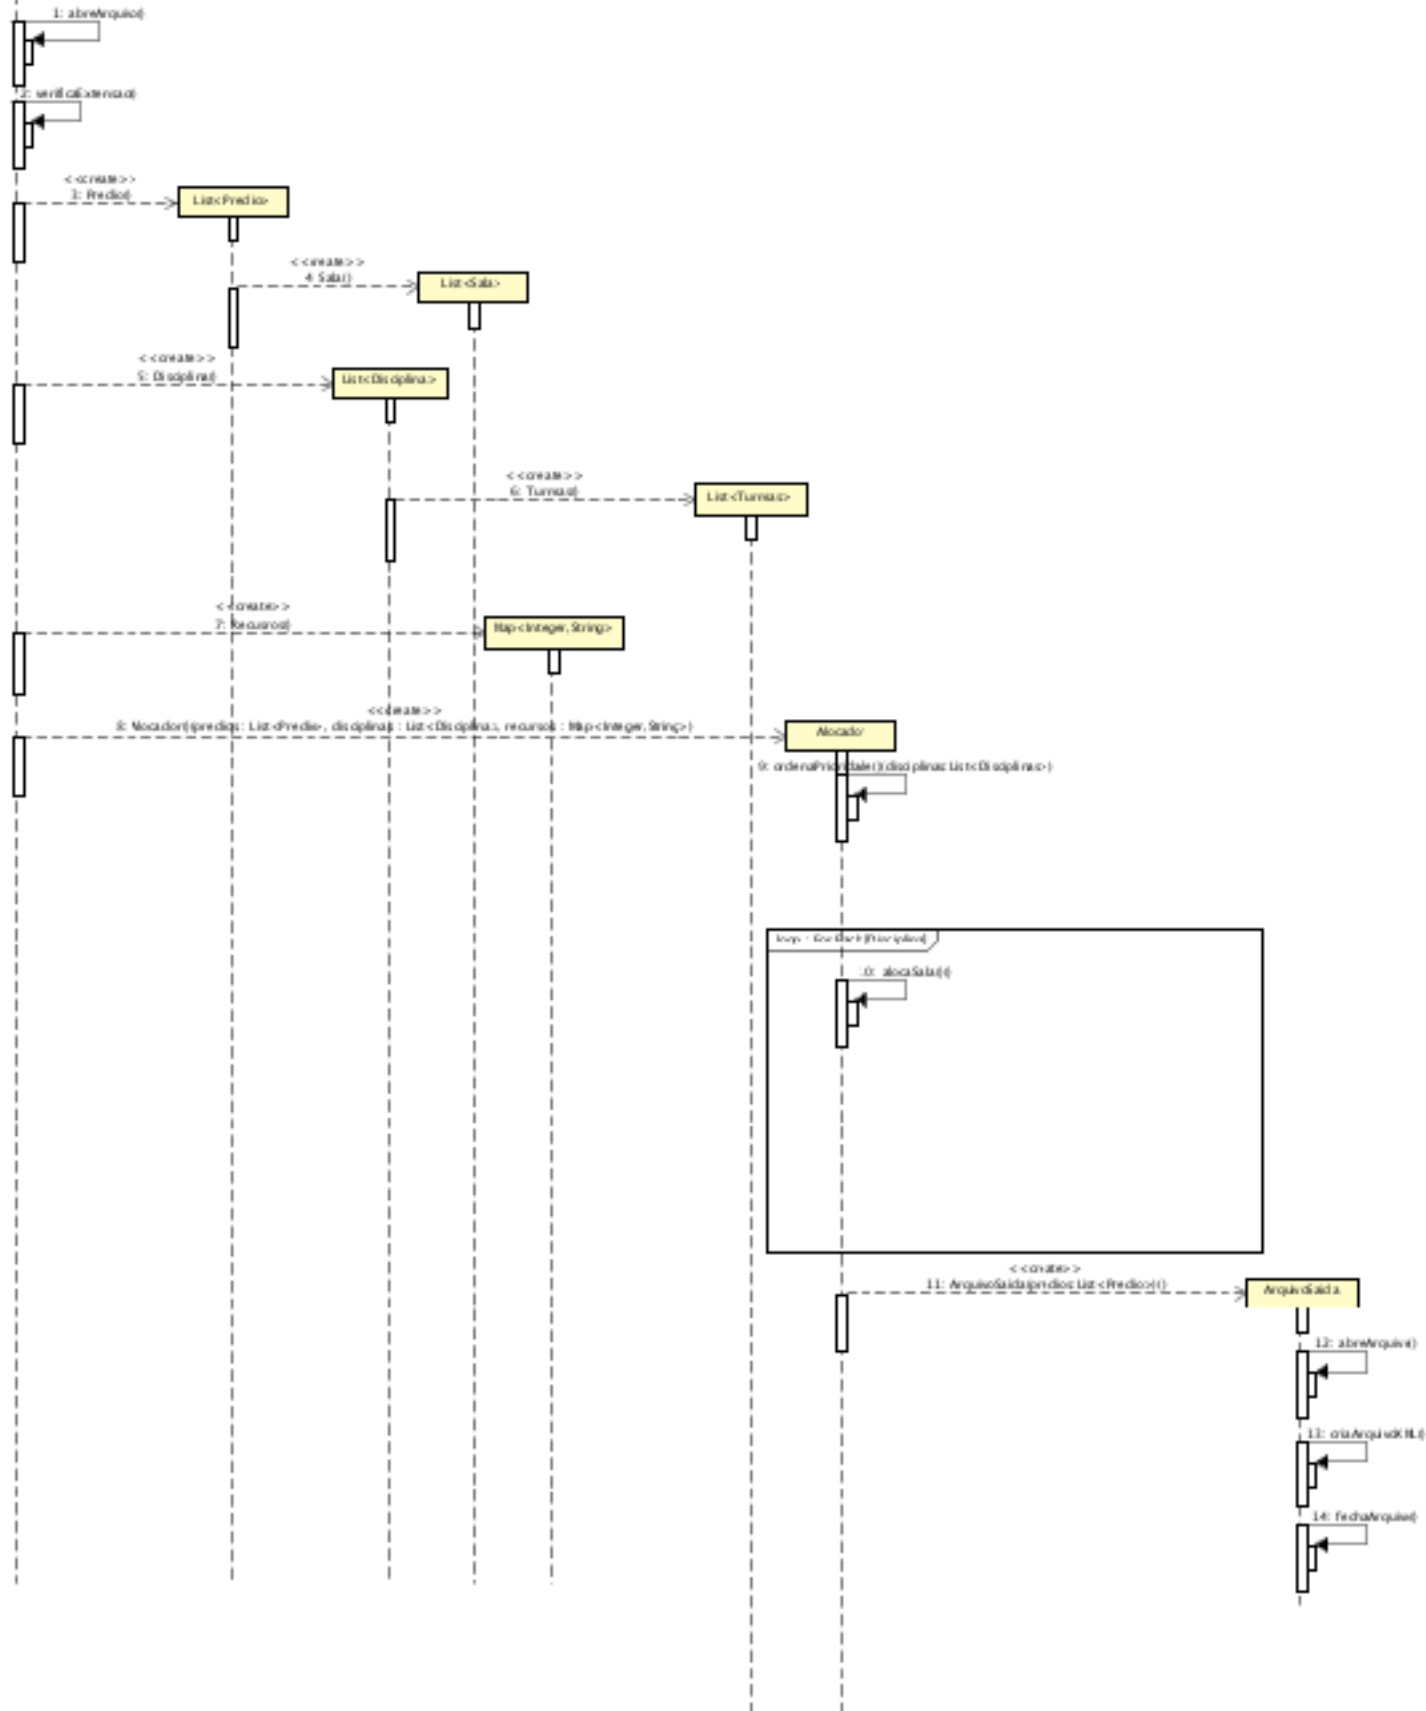 1: abreArquivo()
2: verificaExtensao()
<<create>>
3: Predio()
List<Predio>
<<create>>
4: Sala()
List<Sala>
<<create>>
5: Disciplina()
List<Disciplina>
<<create>>
6: Turmas()
List<Turmas>
<<create>>
7: Recursos()
Map<Integer,String>
<<create>>
8: Alocador((predios : List<Predio>, disciplinas : List<Disciplina>, recursos : Map<Integer,String>)
Alocador
9: ordenaPrioridade()(disciplinas:List<Disciplinas>)
loop : ForEach(Disciplina)
10: alocaSala()()
<<create>>
11: ArquivoSaida(predios:List<Predio>)()
ArquivoSaida
12: abreArquivo()
13: criaArquivoXML()
14: fechaArquivo()